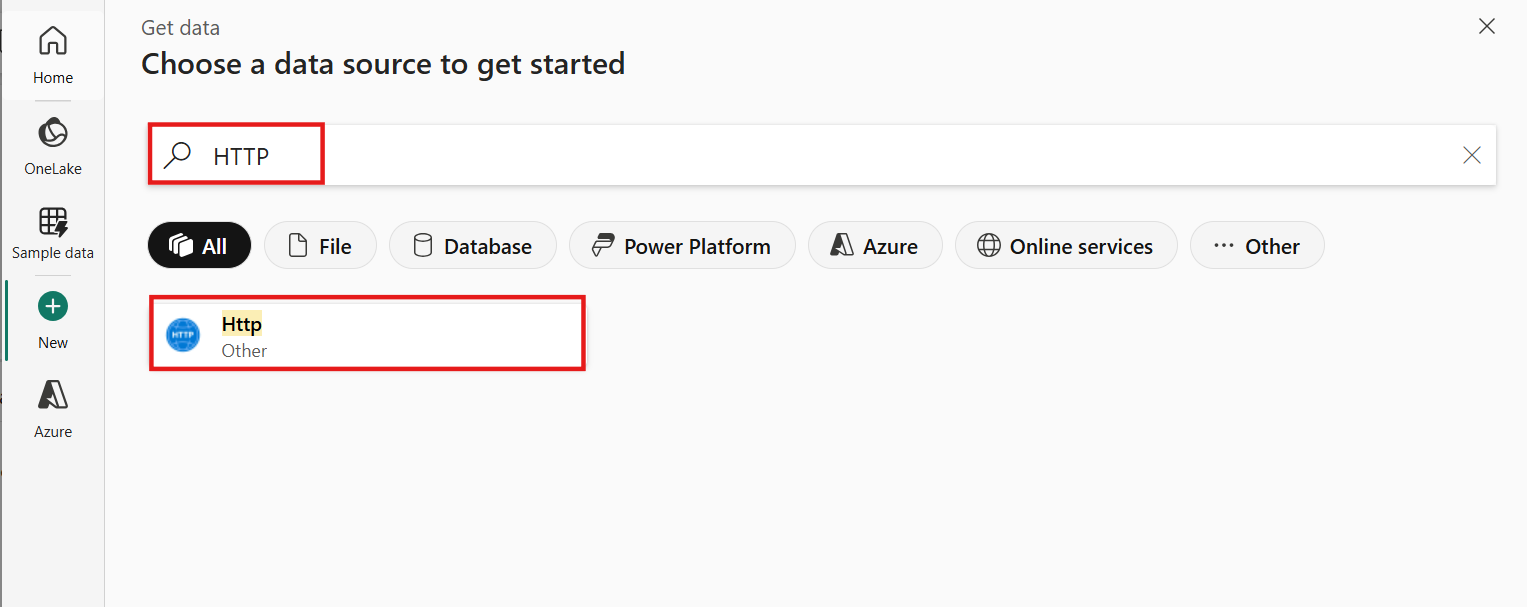 Get data
Choose a data source to get started
HTTP
All
File
Database
Power Platform
Azure
Online services
Other
HTTP
Http
Other
Home
OneLake
Sample data
New
Azure